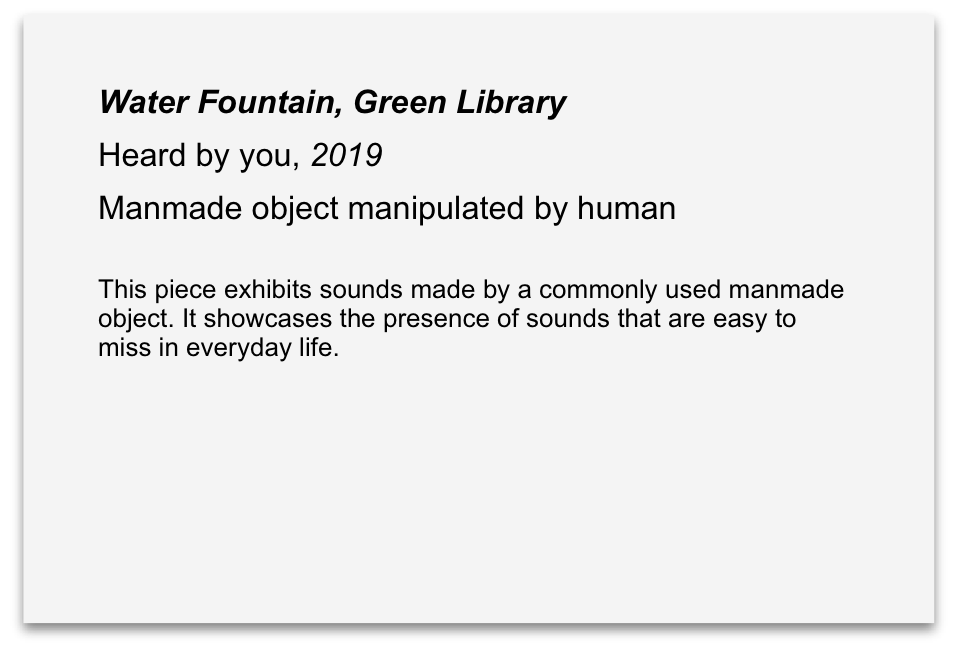 Water Fountain, Green Library
Heard by you, 2019
Manmade object manipulated by human
This piece exhibits sounds made by a commonly used manmade
object. It showcases the presence of sounds that are easy to
miss in everyday life.